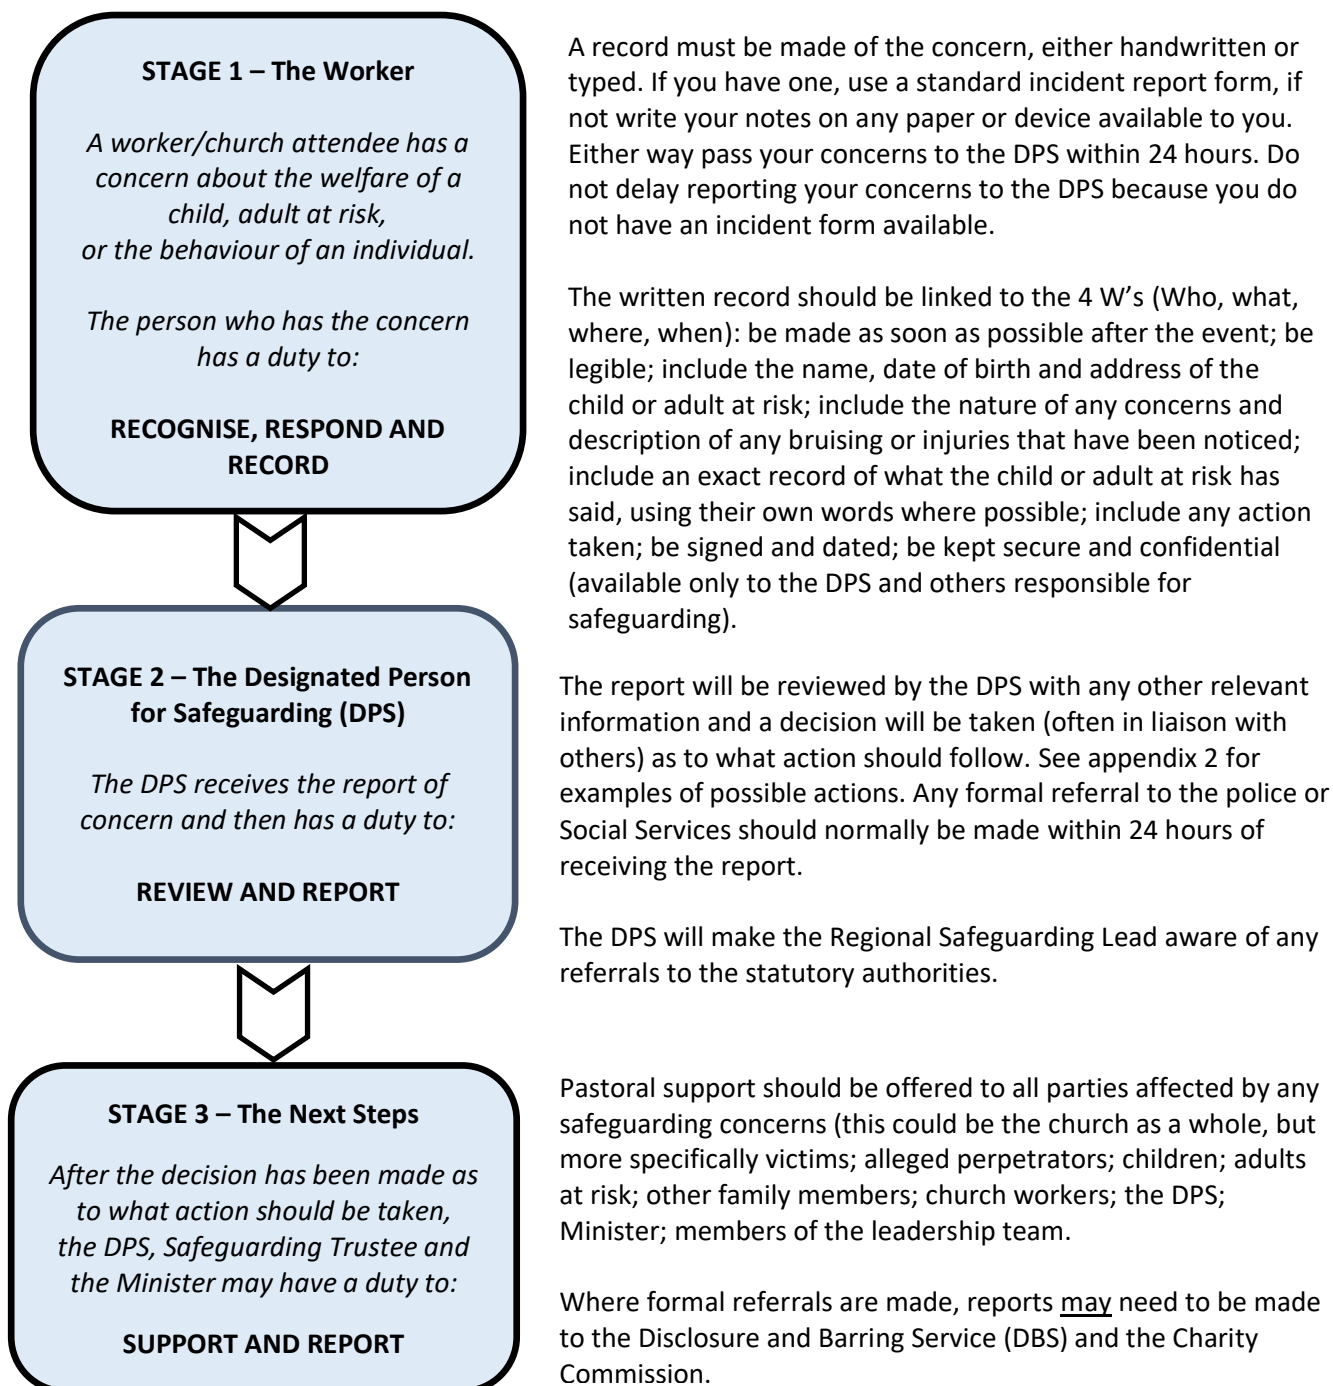 STAGE 1 – The Worker
A worker/church attendee has a
concern about the welfare of a
child, adult at risk,
or the behaviour of an individual.
The person who has the concern
has a duty to:
RECOGNISE, RESPOND AND
RECORD
A record must be made of the concern, either handwritten or
typed. If you have one, use a standard incident report form, if
not write your notes on any paper or device available to you.
Either way pass your concerns to the DPS within 24 hours. Do
not delay reporting your concerns to the DPS because you do
not have an incident form available.
The written record should be linked to the 4 W’s (Who, what,
where, when): be made as soon as possible after the event; be
legible; include the name, date of birth and address of the
child or adult at risk; include the nature of any concerns and
description of any bruising or injuries that have been noticed;
include an exact record of what the child or adult at risk has
said, using their own words where possible; include any action
taken; be signed and dated; be kept secure and confidential
(available only to the DPS and others responsible for
safeguarding).
STAGE 2 – The Designated Person
for Safeguarding (DPS)
The DPS receives the report of
concern and then has a duty to:
REVIEW AND REPORT
The report will be reviewed by the DPS with any other relevant
information and a decision will be taken (often in liaison with
others) as to what action should follow. See appendix 2 for
examples of possible actions. Any formal referral to the police or
Social Services should normally be made within 24 hours of
receiving the report.
The DPS will make the Regional Safeguarding Lead aware of any
referrals to the statutory authorities.
STAGE 3 – The Next Steps
After the decision has been made as
to what action should be taken,
the DPS, Safeguarding Trustee and
the Minister may have a duty to:
SUPPORT AND REPORT
Pastoral support should be offered to all parties affected by any
safeguarding concerns (this could be the church as a whole, but
more specifically victims; alleged perpetrators; children; adults
at risk; other family members; church workers; the DPS;
Minister; members of the leadership team.
Where formal referrals are made, reports may need to be made
to the Disclosure and Barring Service (DBS) and the Charity
Commission.